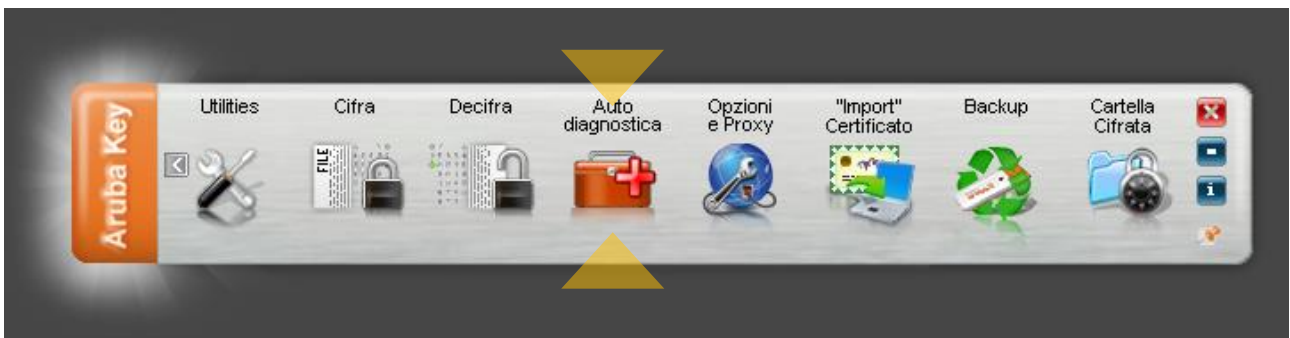 Aruba Key
Utilities
Cifra
Decifra
Auto
diagnostica
Opzioni
e Proxy
"Import"
Certificato
Backup
Cartella
Cifrata
FILE